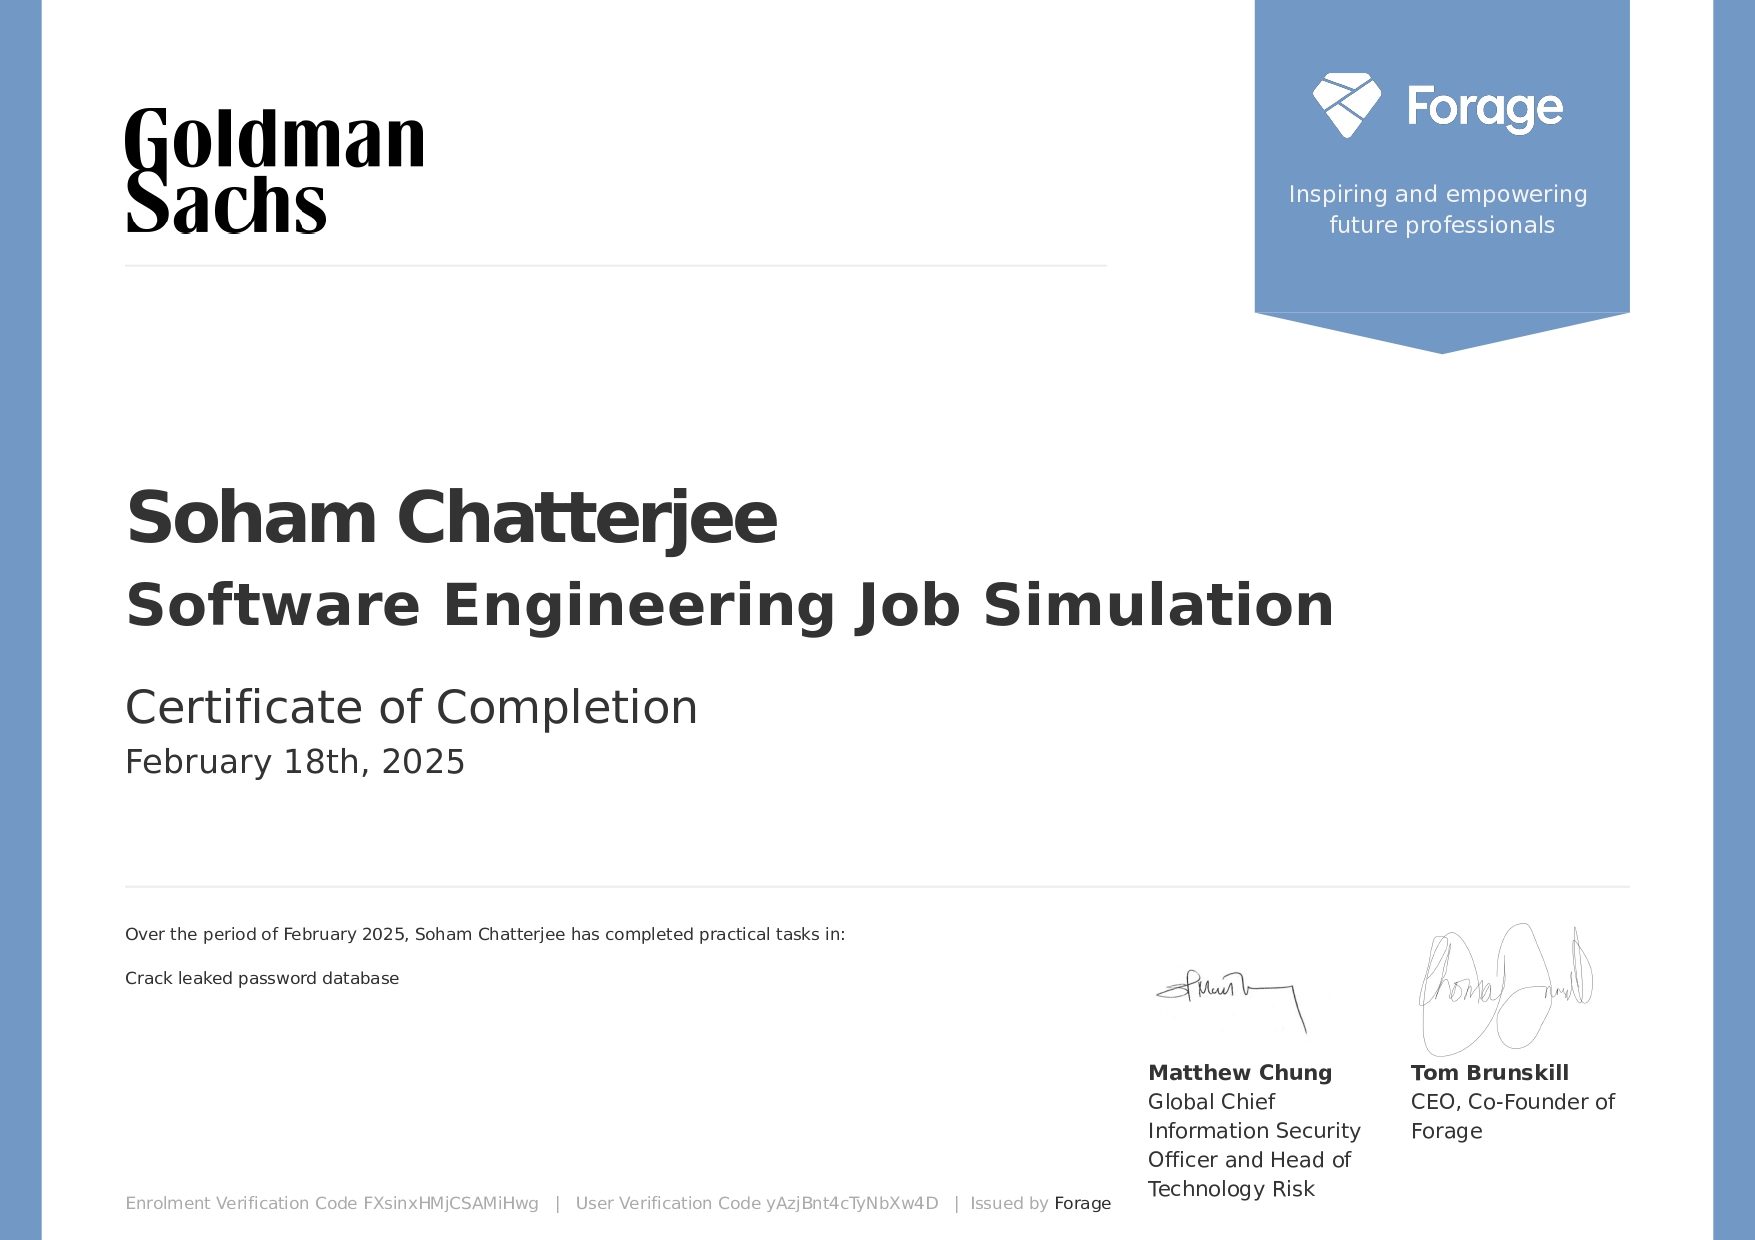 Goldman
Sachs
Forage
Inspiring and empowering
future professionals
Soham Chatterjee
Software Engineering Job Simulation
Certificate of Completion
February 18th, 2025
Over the period of February 2025, Soham Chatterjee has completed practical tasks in:
Crack leaked password database
Matthew Chung
Global Chief
Information Security
Officer and Head of
Technology Risk
Tom Brunskill
CEO, Co-Founder of
Forage
Enrolment Verification Code FXsinxHMjCSAMiHwg | User Verification Code yAzjBnt4cTyNbXw4D | Issued by Forage